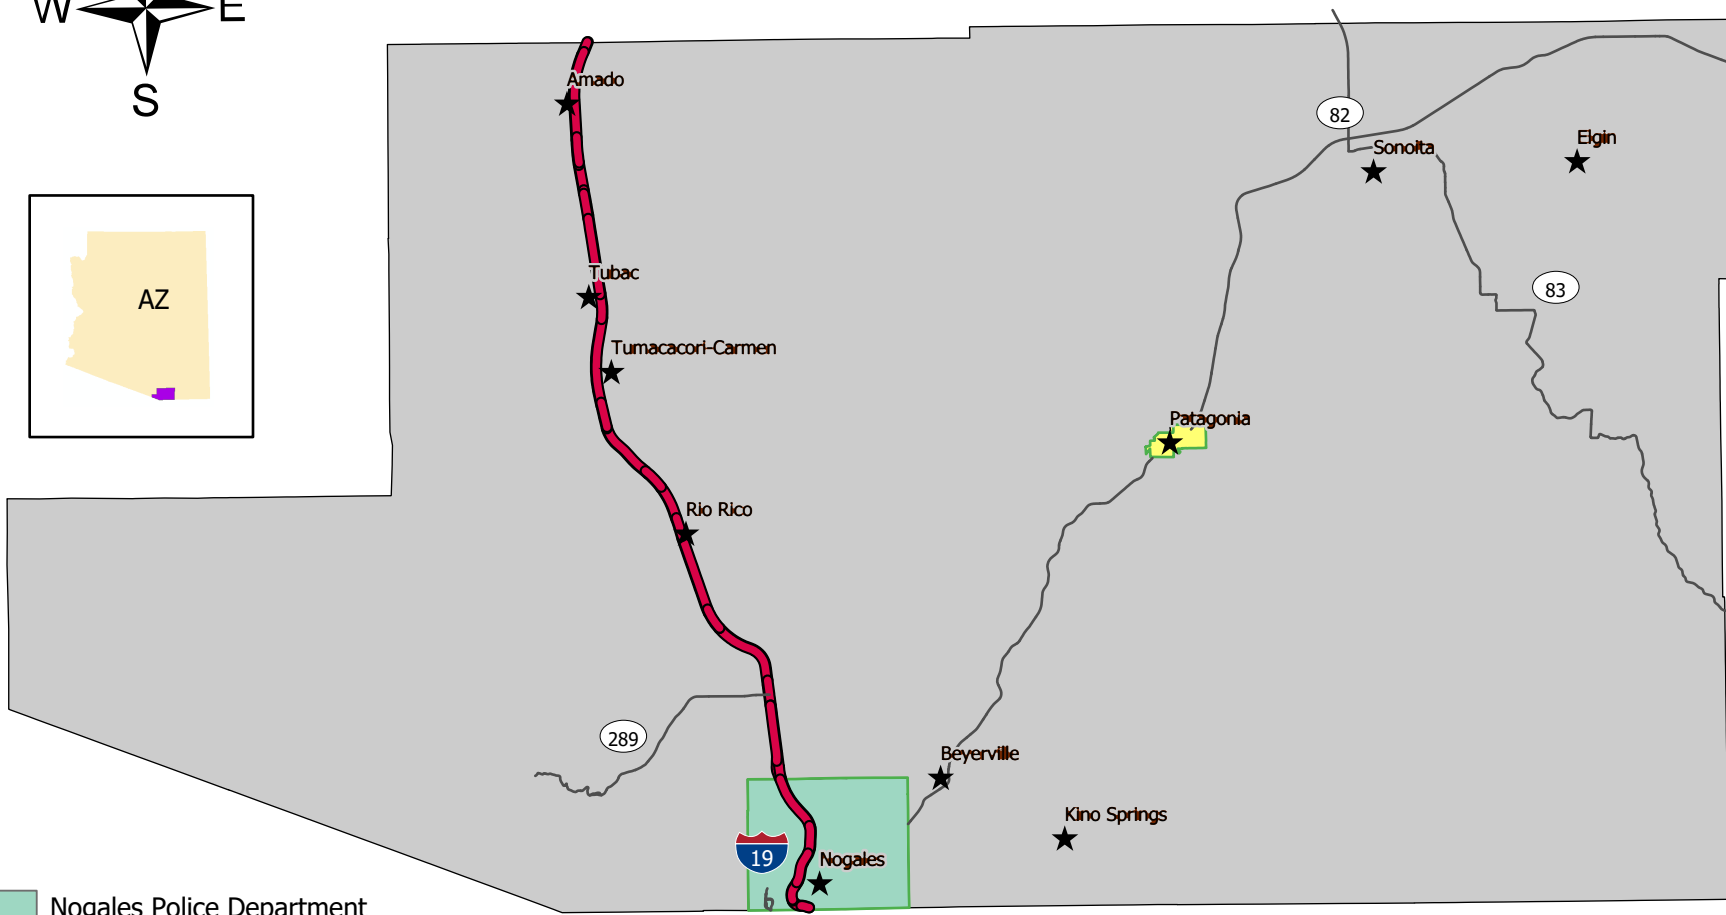 W E
S
AZ
Amado
Tubac
Tumacacori-Carmen
Rio Rico
82
Sonoita
Elgin
83
Patagonia
289
Beyerville
Kino Springs
19
Nogales
Nogales Police Department